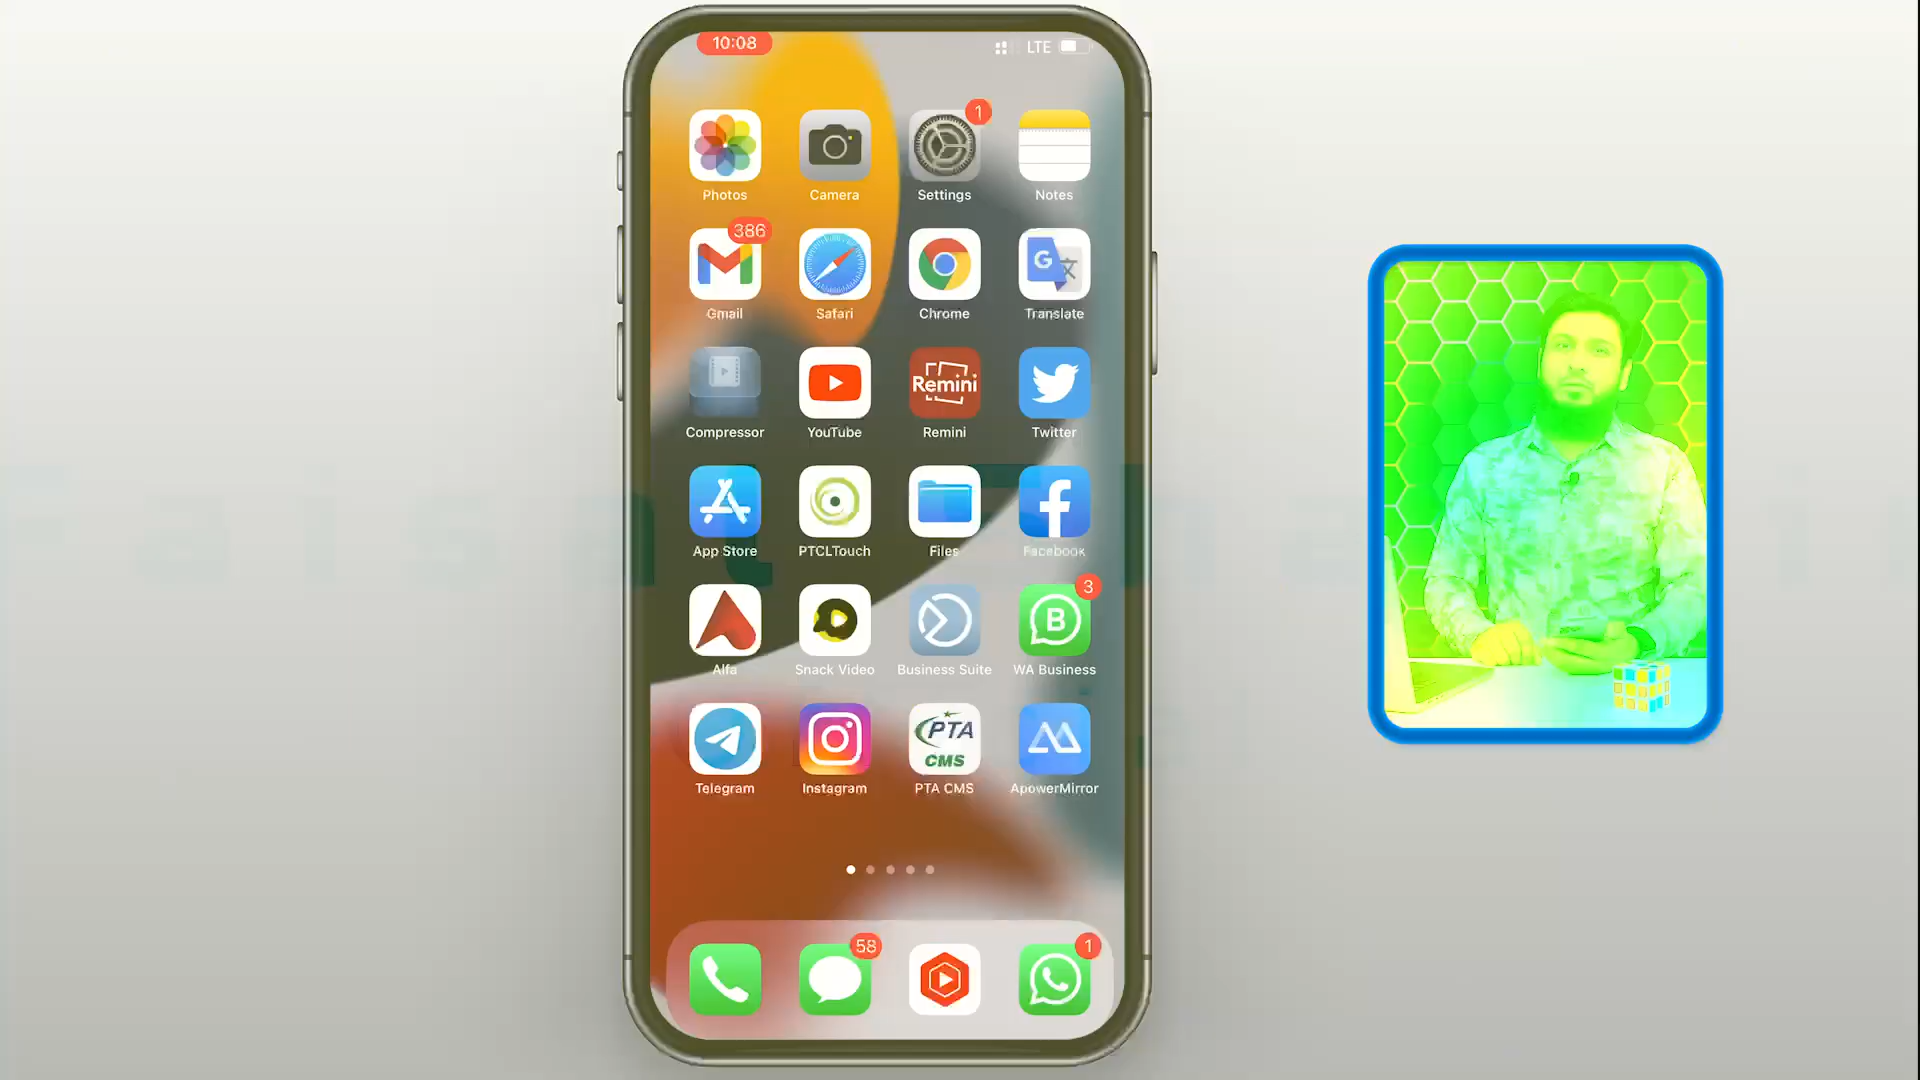 10:08 LTE
1
Photos Camera Settings Notes
386
Gmail Safari Chrome Translate
Remini
Compressor YouTube Remini Twitter
App Store PTCLTouch Files Facebook
3
B
Alfa Snack Video Business Suite WA Business
PTA
CMS
Telegram Instagram PTA CMS ApowerMirror
58 1